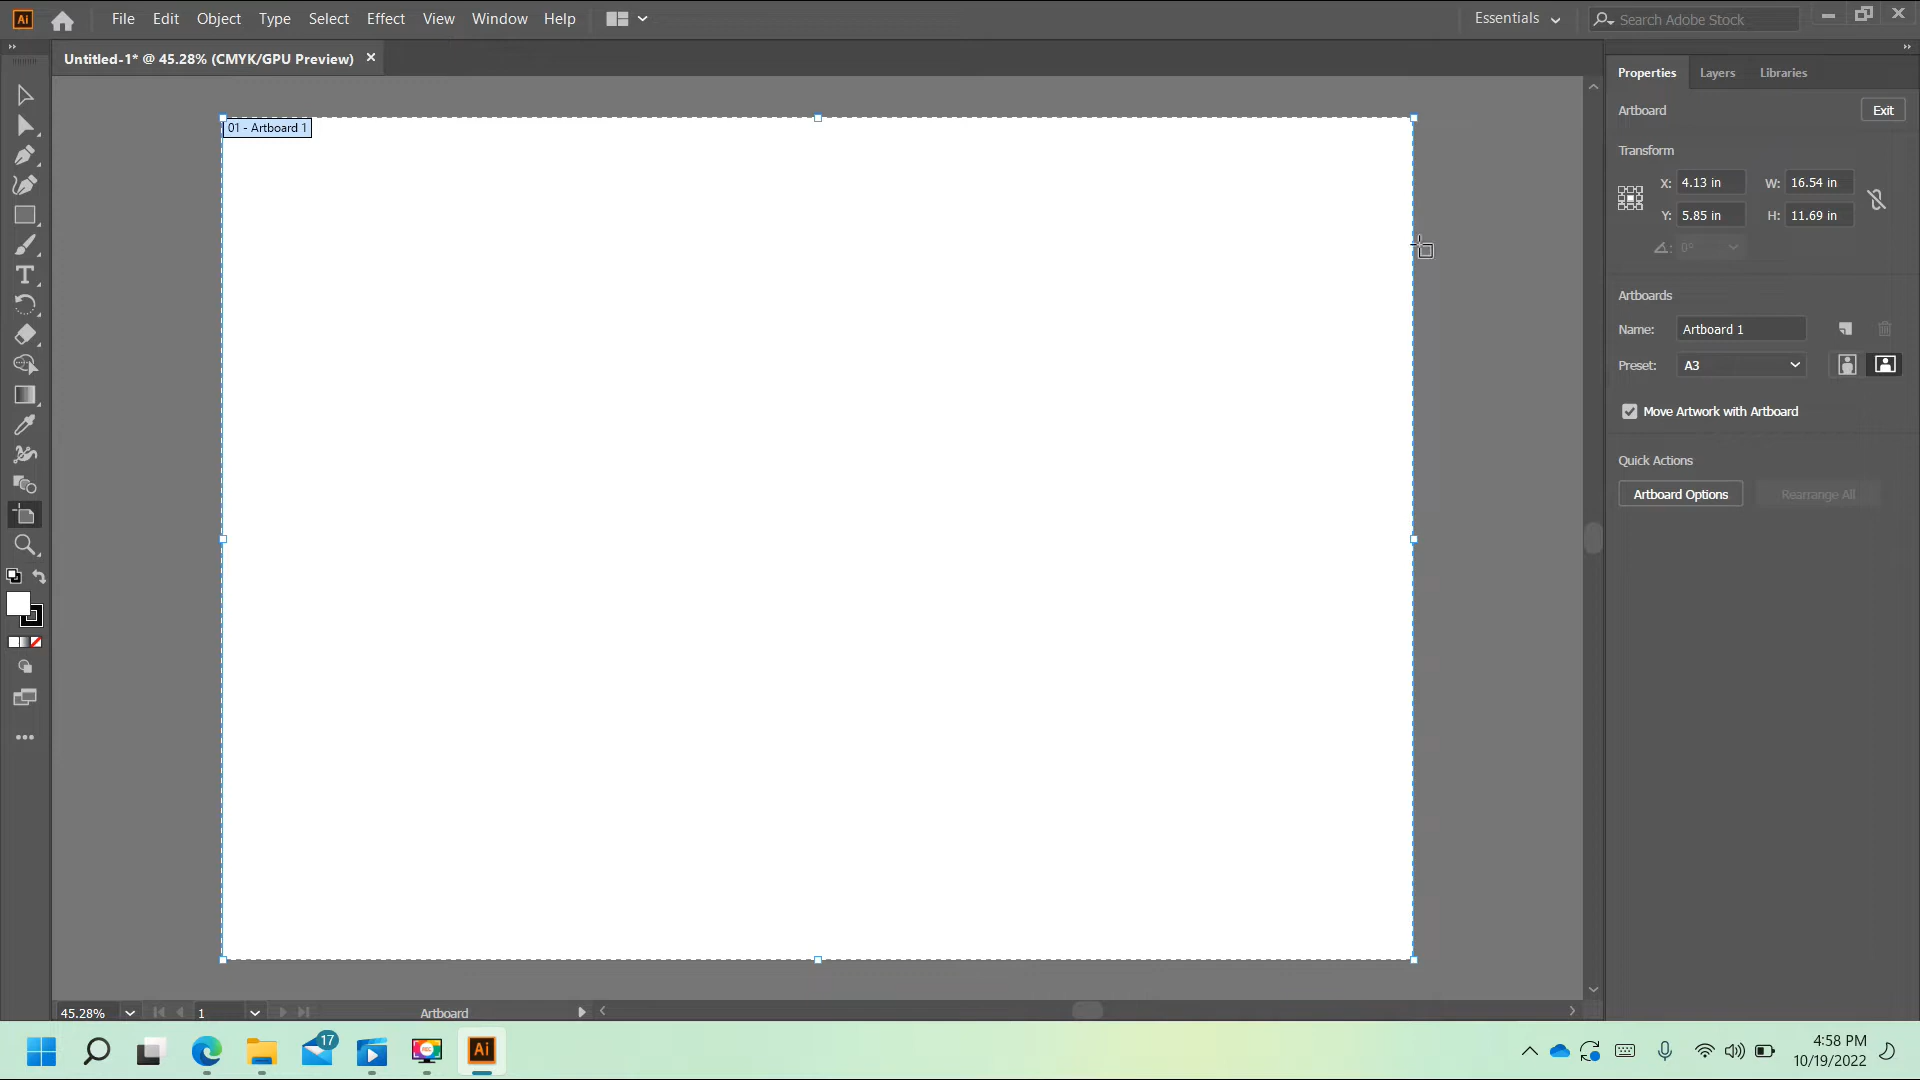 Ai File Edit Object Type Select Effect View Window Help Essentials Search Adobe Stock
Untitled-1* @ 45.28% (CMYK/GPU Preview)
Properties Layers Libraries
Artboard Exit
01 - Artboard 1
Transform
X: 4.13 in W: 16.54 in
Y: 5.85 in H: 11.69 in
0°
Artboards
Name: Artboard 1
Preset: A3
Move Artwork with Artboard
Quick Actions
Artboard Options Rearrange All
T
45.28% 1 Artboard
17
REC
Ai
4:58 PM
10/19/2022